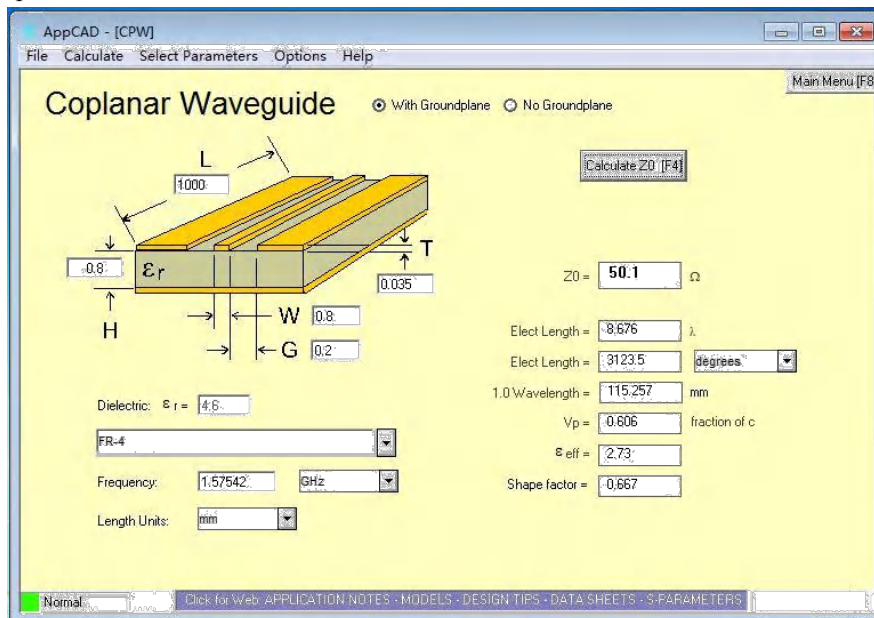 AppCAD - [CPW]
File Calculate Select Parameters Options Help
Main Menu [F8
Coplanar Waveguide
With Groundplane No Groundplane
Calculate Z0 [F4]
L
1000
0.8
εr
T
0.035
H
W 0.8
G 0.2
Dielectric: ε r = 4.6
FR-4
Frequency: 1.57542 GHz
Length Units: mm
Z0 = 50.1 Ω
Elect Length = 8.676 λ
Elect Length = 3123.5 degrees
1.0 Wavelength = 115.257 mm
Vp = 0.606 fraction of c
ε eff = 2.73
Shape factor = 0.667
Normal
Click for Web: APPLICATION NOTES - MODELS - DESIGN TIPS - DATA SHEETS - S-PARAMETERS